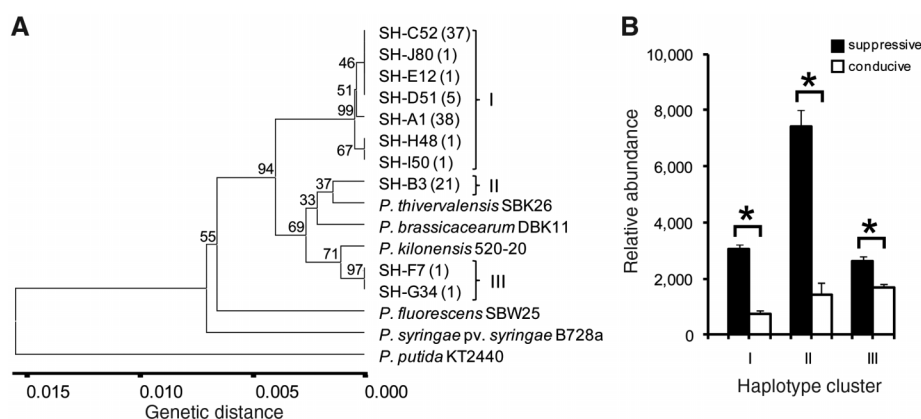 A
SH-C52 (37)
SH-J80 (1)
SH-E12 (1)
SH-D51 (5)
SH-A1 (38)
SH-H48 (1)
SH-I50 (1)
SH-B3 (21)
P. thivervalensis SBK26
P. brassicacearum DBK11
P. kilonensis 520-20
SH-F7 (1)
SH-G34 (1)
P. fluorescens SBW25
P. syringae pv. syringae B728a
P. putida KT2440
I
II
III
46
51
99
67
94
37
33
69
71
97
55
0.015 0.010 0.005 0.000
Genetic distance
B
suppressive
conducive
10,000
8,000
6,000
4,000
2,000
0
Relative abundance
* * *
I II III
Haplotype cluster